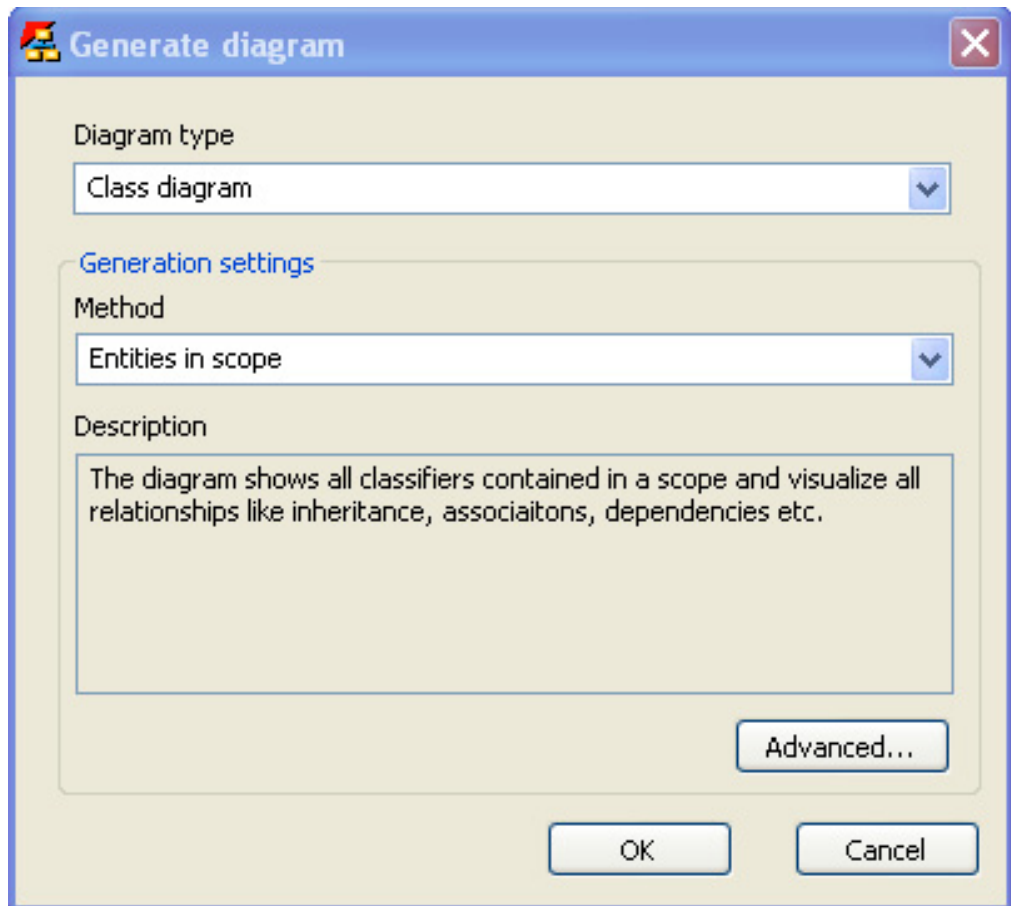 Generate diagram
Diagram type
Class diagram
Generation settings
Method
Entities in scope
Description
The diagram shows all classifiers contained in a scope and visualize all
relationships like inheritance, associaitons, dependencies etc.
Advanced...
OK
Cancel